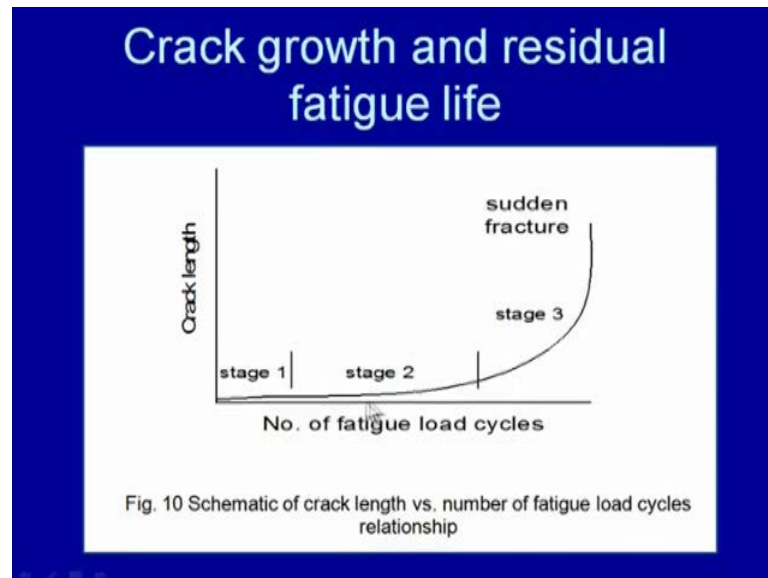 Crack growth and residual
fatigue life
sudden
fracture
Crack length
stage 3
stage 1
stage 2
No. of fatigue load cycles
Fig. 10 Schematic of crack length vs. number of fatigue load cycles
relationship